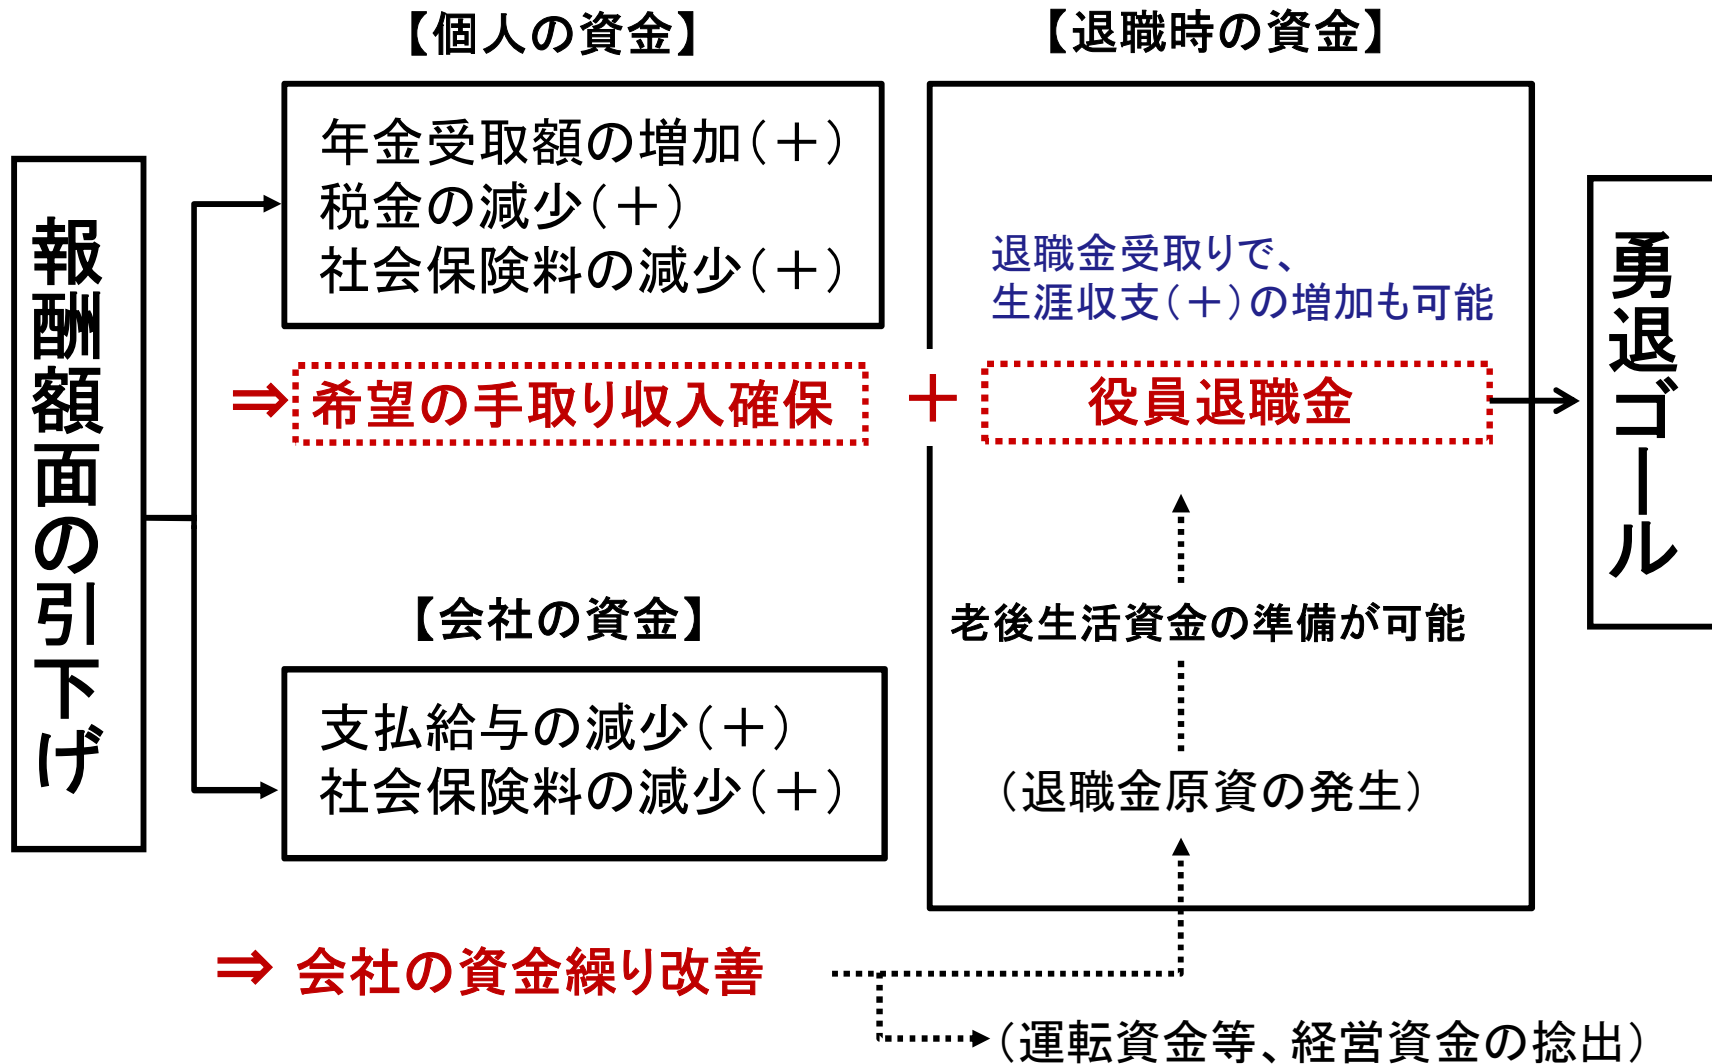 報酬額面の引下げ
【個人の資金】
年金受取額の増加（＋）
税金の減少（＋）
社会保険料の減少（＋）
⇒希望の手取り収入確保
＋
【会社の資金】
支払給与の減少（＋）
社会保険料の減少（＋）
⇒ 会社の資金繰り改善
【退職時の資金】
退職金受取りで、
生涯収支（＋）の増加も可能
役員退職金
老後生活資金の準備が可能
（退職金原資の発生）
（運転資金等、経営資金の捻出）
勇退ゴール